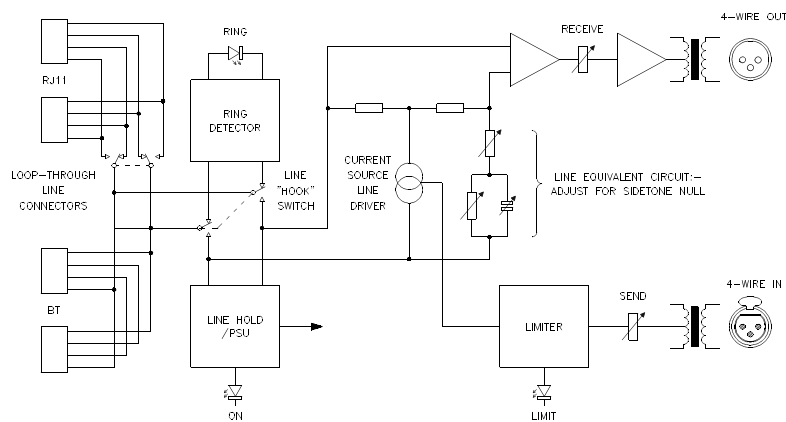 4-WIRE OUT
RING
RECEIVE
RJ11
RING
DETECTOR
LOOP-THROUGH
LINE
CONNECTORS
LINE
"HOOK"
SWITCH
CURRENT
SOURCE
LINE
DRIVER
LINE EQUIVALENT CIRCUIT:-
ADJUST FOR SIDETONE NULL
4-WIRE IN
BT
LINE HOLD
/PSU
LIMITER
SEND
ON
LIMIT